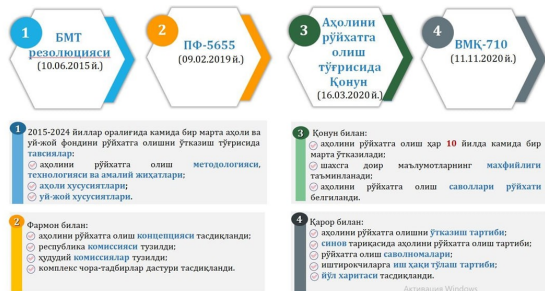 1
БМТ
резолюцияси
(10.06.2015 й.)
2
ПФ-5655
(09.02.2019 й.)
3
Аҳолини
рўйхатга
олиш
тўғрисида
Қонун
(16.03.2020 й.)
4
ВМҚ-710
(11.11.2020 й.)
1
2015-2024 йиллар оралиғида камида бир марта аҳоли ва
уй-жой фондини рўйхатга олишни ўтказиш тўғрисида
тавсиялар:
аҳолини рўйхатга олиш методологияси,
технологияси ва амалий жиҳатлари;
аҳоли хусусиятлари;
уй-жой хусусиятлари.
2
Фармон билан:
аҳолини рўйхатга олиш концепцияси тасдиқланди;
республика комиссияси тузилди;
ҳудудий комиссиялар тузилди;
комплекс чора-тадбирлар дастури тасдиқланди.
3
Қонун билан:
аҳолини рўйхатга олиш ҳар 10 йилда камида бир
марта ўтказилади;
шахсга доир маълумотларнинг махфийлиги
таъминланади;
аҳолини рўйхатга олиш саволлари рўйхати
белгиланди.
4
Қарор билан:
аҳолини рўйхатга олишни ўтказиш тартиби;
синов тариқасида аҳолини рўйхатга олиш тартиби;
рўйхатга олиш саволномалари;
иштирокчиларга иш ҳақи тўлаш тартиби;
йўл харитаси тасдиқланди.
Активация Windows